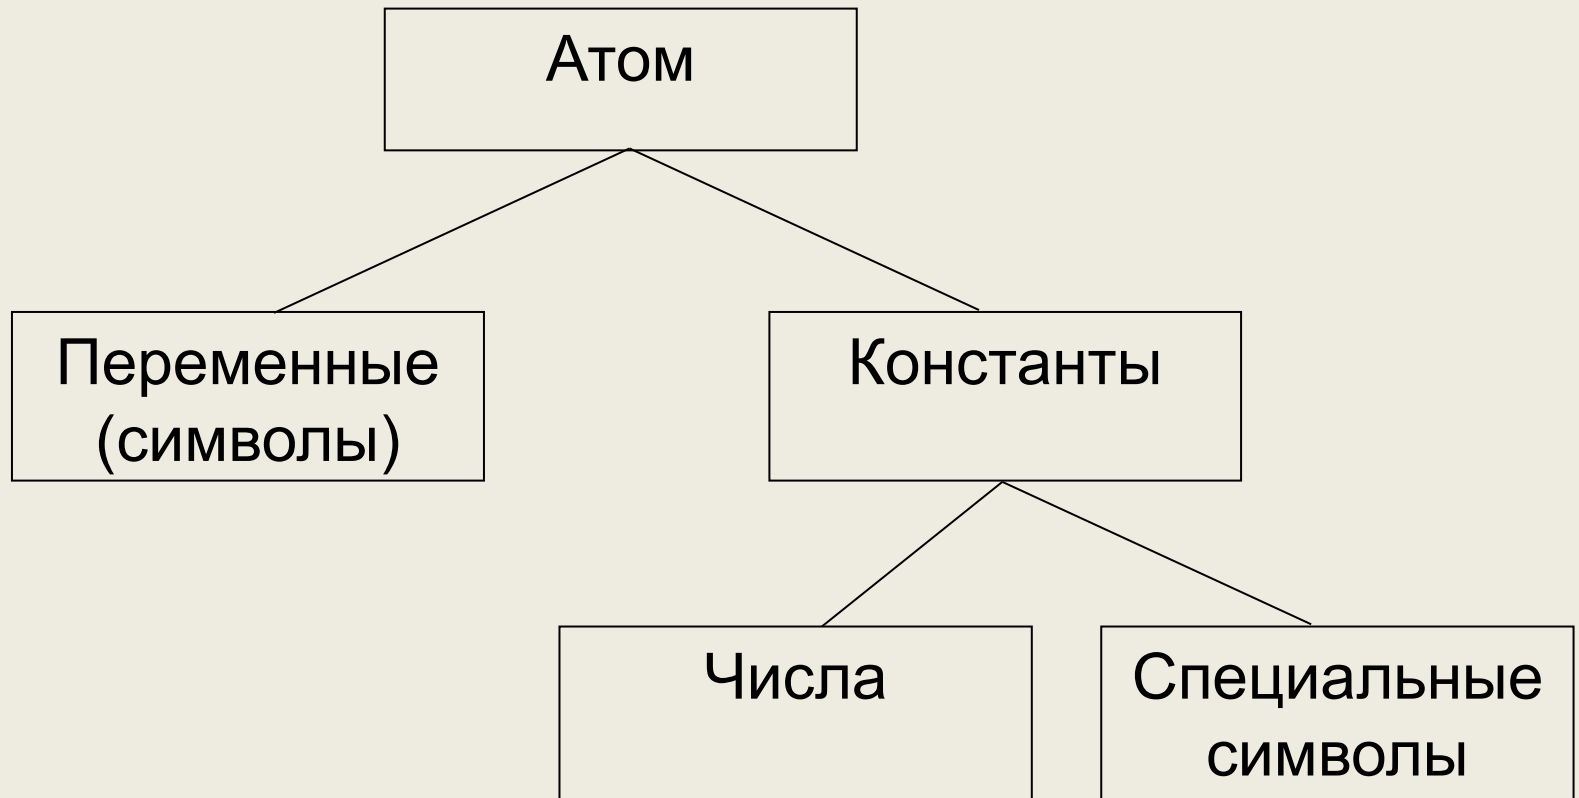 Атом
Переменные
(символы)
Константы
Числа
Специальные
символы